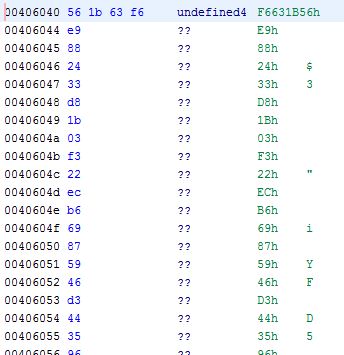 00406040 56 1b 63 f6 undefined4 F6631B56h
00406044 e9 ?? E9h
00406045 88 ?? 88h
00406046 24 ?? 24h $
00406047 33 ?? 33h 3
00406048 d8 ?? D8h
00406049 1b ?? 1Bh
0040604a 03 ?? 03h
0040604b f3 ?? F3h
0040604c 22 ?? 22h "
0040604d ec ?? ECh
0040604e b6 ?? B6h
0040604f 69 ?? 69h i
00406050 87 ?? 87h
00406051 59 ?? 59h Y
00406052 46 ?? 46h F
00406053 d3 ?? D3h
00406054 44 ?? 44h D
00406055 35 ?? 35h 5
00406056 96 ?? 96h